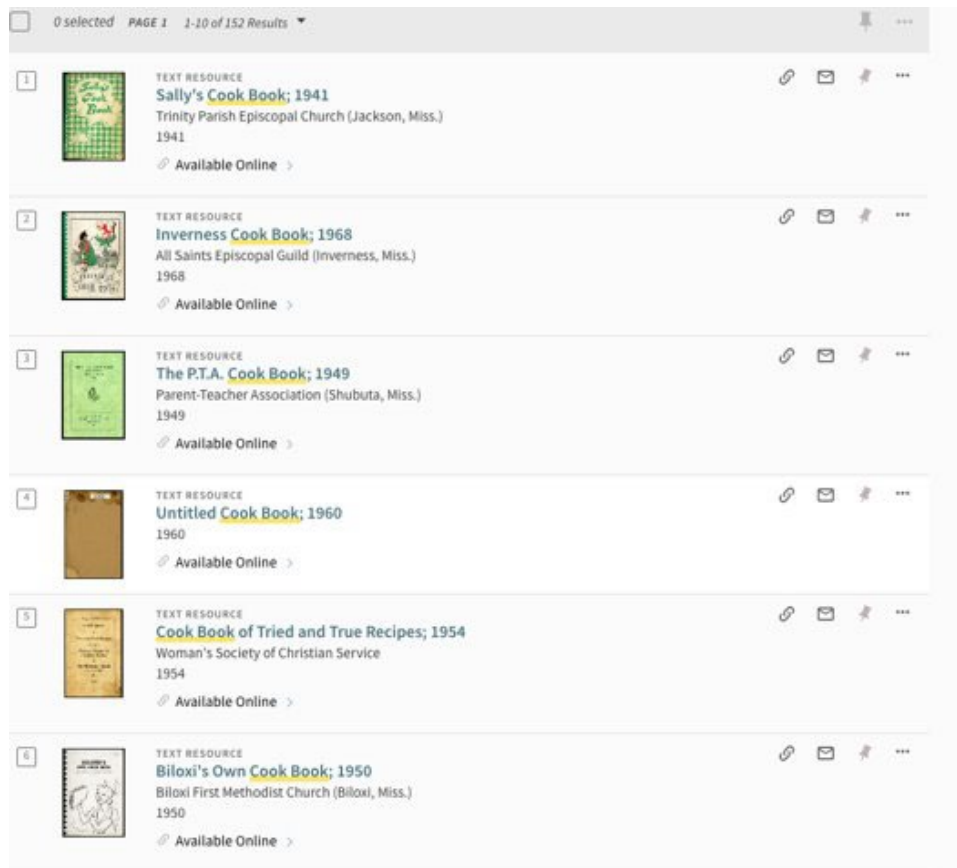 0 selected PAGE 1 1-10 of 152 Results
1
TEXT RESOURCE
Sally's Cook Book; 1941
Trinity Parish Episcopal Church (Jackson, Miss.)
1941
Available Online
Sally's
Cook
Book
2
TEXT RESOURCE
Inverness Cook Book; 1968
All Saints Episcopal Guild (Inverness, Miss.)
1968
Available Online
3
TEXT RESOURCE
The P.T.A. Cook Book; 1949
Parent-Teacher Association (Shubuta, Miss.)
1949
Available Online
4
TEXT RESOURCE
Untitled Cook Book; 1960
1960
Available Online
5
TEXT RESOURCE
Cook Book of Tried and True Recipes; 1954
Woman's Society of Christian Service
1954
Available Online
6
TEXT RESOURCE
Biloxi's Own Cook Book; 1950
Biloxi First Methodist Church (Biloxi, Miss.)
1950
Available Online